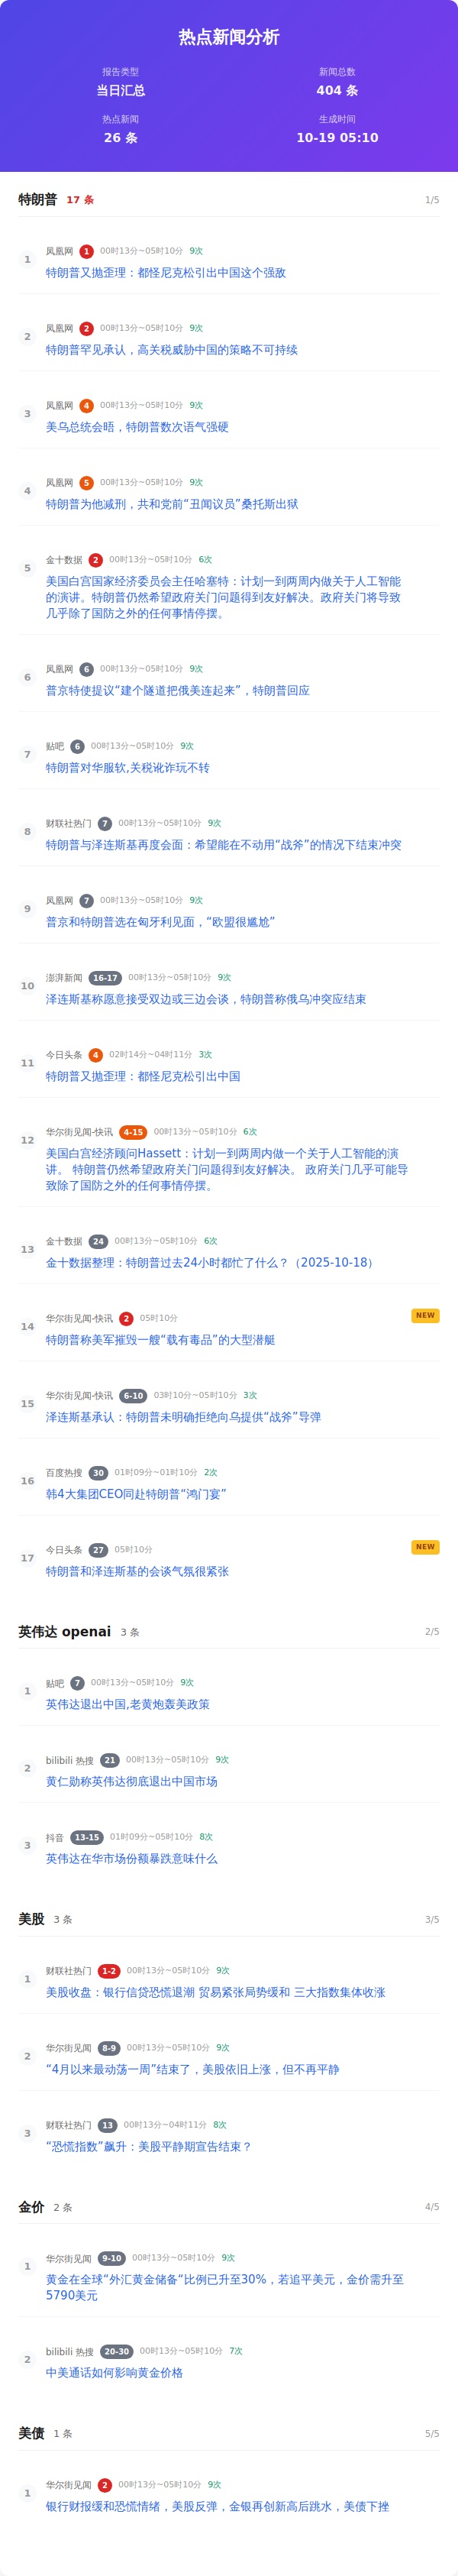 热点新闻分析
报告类型
新闻总数
当日汇总
404 条
热点新闻
生成时间
26 条
10-19 05:10
特朗普 17 条 1/5
1 凤凰网 1 00时13分~05时10分 9次
特朗普又抛歪理：都怪尼克松引出中国这个强敌
2 凤凰网 2 00时13分~05时10分 9次
特朗普罕见承认，高关税威胁中国的策略不可持续
3 凤凰网 4 00时13分~05时10分 9次
美乌总统会晤，特朗普数次语气强硬
4 凤凰网 5 00时13分~05时10分 9次
特朗普为他减刑，共和党前“丑闻议员”桑托斯出狱
5 金十数据 2 00时13分~05时10分 6次
美国白宫国家经济委员会主任哈塞特：计划一到两周内做关于人工智能
的演讲。特朗普仍然希望政府关门问题得到友好解决。政府关门将导致
几乎除了国防之外的任何事情停摆。
6 凤凰网 6 00时13分~05时10分 9次
普京特使提议“建个隧道把俄美连起来”，特朗普回应
7 贴吧 6 00时13分~05时10分 9次
特朗普对华服软,关税讹诈玩不转
8 财联社热门 7 00时13分~05时10分 9次
特朗普与泽连斯基再度会面：希望能在不动用“战斧”的情况下结束冲突
9 凤凰网 7 00时13分~05时10分 9次
普京和特朗普选在匈牙利见面，“欧盟很尴尬”
10 澎湃新闻 16-17 00时13分~05时10分 9次
泽连斯基称愿意接受双边或三边会谈，特朗普称俄乌冲突应结束
11 今日头条 4 02时14分~04时11分 3次
特朗普又抛歪理：都怪尼克松引出中国
12 华尔街见闻-快讯 4-15 00时13分~05时10分 6次
美国白宫经济顾问Hassett：计划一到两周内做一个关于人工智能的演
讲。 特朗普仍然希望政府关门问题得到友好解决。 政府关门几乎可能导
致除了国防之外的任何事情停摆。
13 金十数据 24 00时13分~05时10分 6次
金十数据整理：特朗普过去24小时都忙了什么？（2025-10-18）
14 华尔街见闻-快讯 2 05时10分 NEW
特朗普称美军摧毁一艘“载有毒品”的大型潜艇
15 华尔街见闻-快讯 6-10 03时10分~05时10分 3次
泽连斯基承认：特朗普未明确拒绝向乌提供“战斧”导弹
16 百度热搜 30 01时09分~01时10分 2次
韩4大集团CEO同赴特朗普“鸿门宴”
17 今日头条 27 05时10分 NEW
特朗普和泽连斯基的会谈气氛很紧张
英伟达 openai 3 条 2/5
1 贴吧 7 00时13分~05时10分 9次
英伟达退出中国,老黄炮轰美政策
2 bilibili 热搜 21 00时13分~05时10分 9次
黄仁勋称英伟达彻底退出中国市场
3 抖音 13-15 01时09分~05时10分 8次
英伟达在华市场份额暴跌意味什么
美股 3 条 3/5
1 财联社热门 1-2 00时13分~05时10分 9次
美股收盘：银行信贷恐慌退潮 贸易紧张局势缓和 三大指数集体收涨
2 华尔街见闻 8-9 00时13分~05时10分 9次
“4月以来最动荡一周”结束了，美股依旧上涨，但不再平静
3 财联社热门 13 00时13分~04时11分 8次
“恐慌指数”飙升：美股平静期宣告结束？
金价 2 条 4/5
1 华尔街见闻 9-10 00时13分~05时10分 9次
黄金在全球“外汇黄金储备“比例已升至30%，若追平美元，金价需升至
5790美元
2 bilibili 热搜 20-30 00时13分~05时10分 7次
中美通话如何影响黄金价格
美债 1 条 5/5
1 华尔街见闻 2 00时13分~05时10分 9次
银行财报缓和恐慌情绪，美股反弹，金银再创新高后跳水，美债下挫